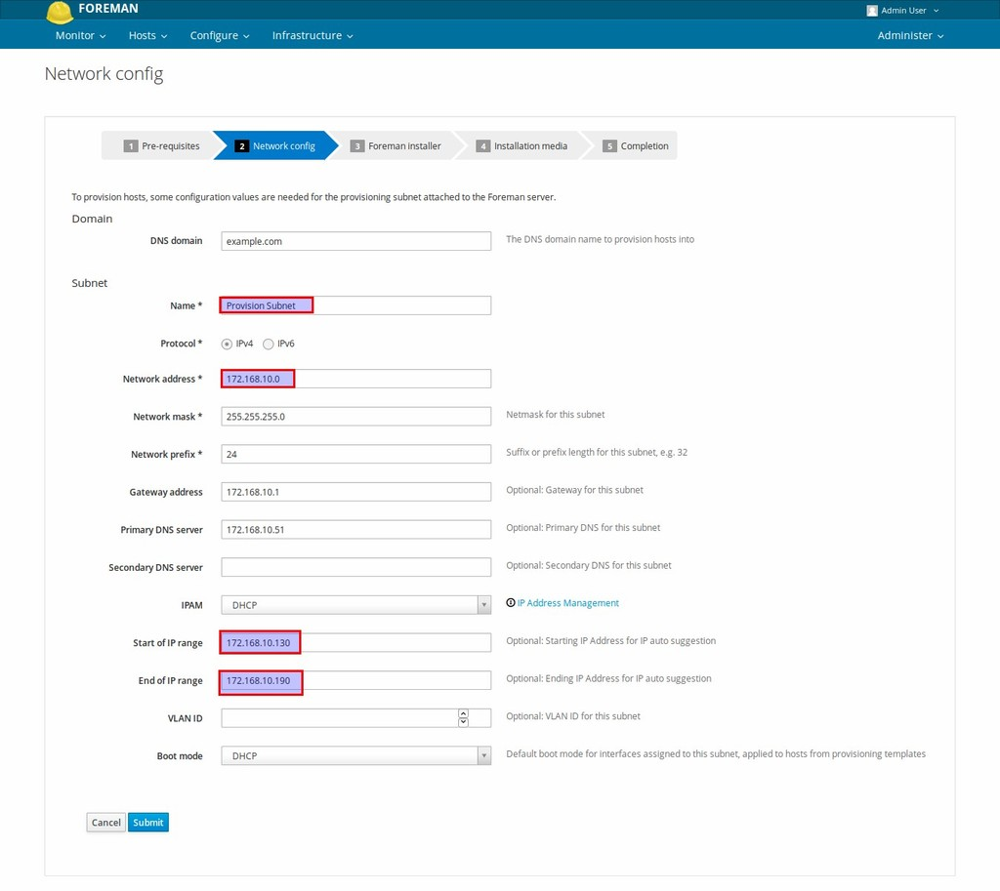 FOREMAN
Admin User
Monitor Hosts Configure Infrastructure Administer
Network config
1 Pre-requisites 2 Network config 3 Foreman installer 4 Installation media 5 Completion
To provision hosts, some configuration values are needed for the provisioning subnet attached to the Foreman server.
Domain
DNS domain example.com The DNS domain name to provision hosts into
Subnet
Name * Provision Subnet
Protocol * IPv4 IPv6
Network address * 172.168.10.0
Network mask * 255.255.255.0 Netmask for this subnet
Network prefix * 24 Suffix or prefix length for this subnet, e.g. 32
Gateway address 172.168.10.1 Optional: Gateway for this subnet
Primary DNS server 172.168.10.51 Optional: Primary DNS for this subnet
Secondary DNS server Optional: Secondary DNS for this subnet
IPAM DHCP IP Address Management
Start of IP range 172.168.10.130 Optional: Starting IP Address for IP auto suggestion
End of IP range 172.168.10.190 Optional: Ending IP Address for IP auto suggestion
VLAN ID Optional: VLAN ID for this subnet
Boot mode DHCP Default boot mode for interfaces assigned to this subnet, applied to hosts from provisioning templates
Cancel Submit